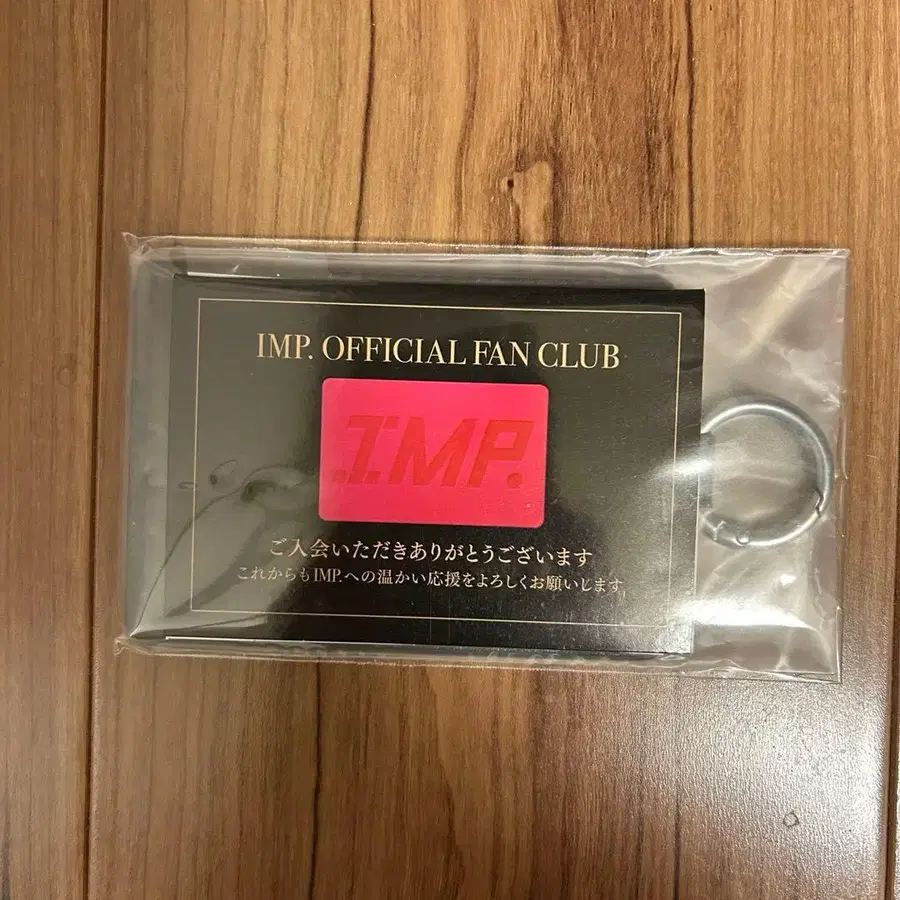 IMP. OFFICIAL FAN CLUB
IMP.
ご入会いただきありがとうございます
これからもIMP.への温かい応援をよろしくお願いします